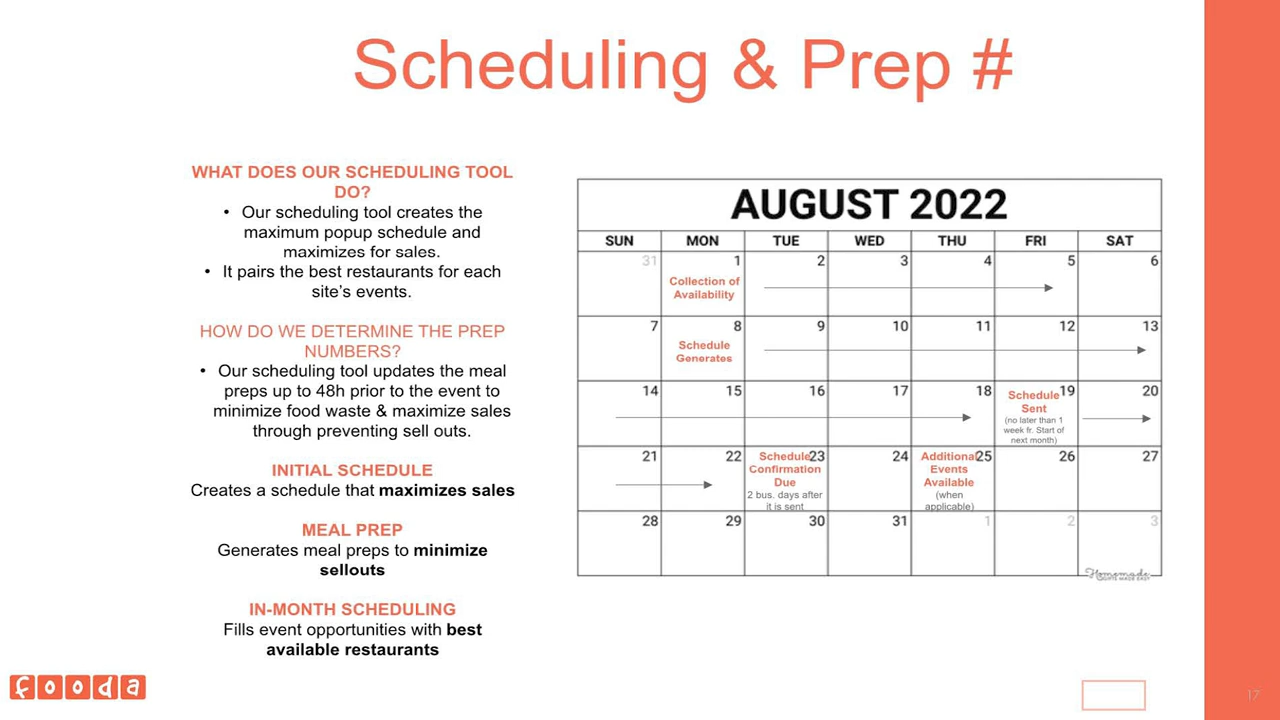 Scheduling & Prep #
WHAT DOES OUR SCHEDULING TOOL
DO?
• Our scheduling tool creates the
maximum popup schedule and
maximizes for sales.
• It pairs the best restaurants for each
site's events.
HOW DO WE DETERMINE THE PREP
NUMBERS?
• Our scheduling tool updates the meal
preps up to 48h prior to the event to
minimize food waste & maximize sales
through preventing sell outs.
INITIAL SCHEDULE
Creates a schedule that maximizes sales
MEAL PREP
Generates meal preps to minimize
sellouts
IN-MONTH SCHEDULING
Fills event opportunities with best
available restaurants
AUGUST 2022
SUN MON TUE WED THU FRI SAT
31 1 2 3 4 5 6
Collection of
Availability
7 8 9 10 11 12 13
Schedule
Generates
14 15 16 17 18 19 20
Schedule
Sent
(no later than 1
week fr. Start of
next month)
21 22 23 24 25 26 27
Schedule
Confirmation
Due
2 bus. days after
it is sent
Additional
Events
Available
(when
applicable)
28 29 30 31 1 2 3
Homemade
GIFTS MADE EASY
fooda
17